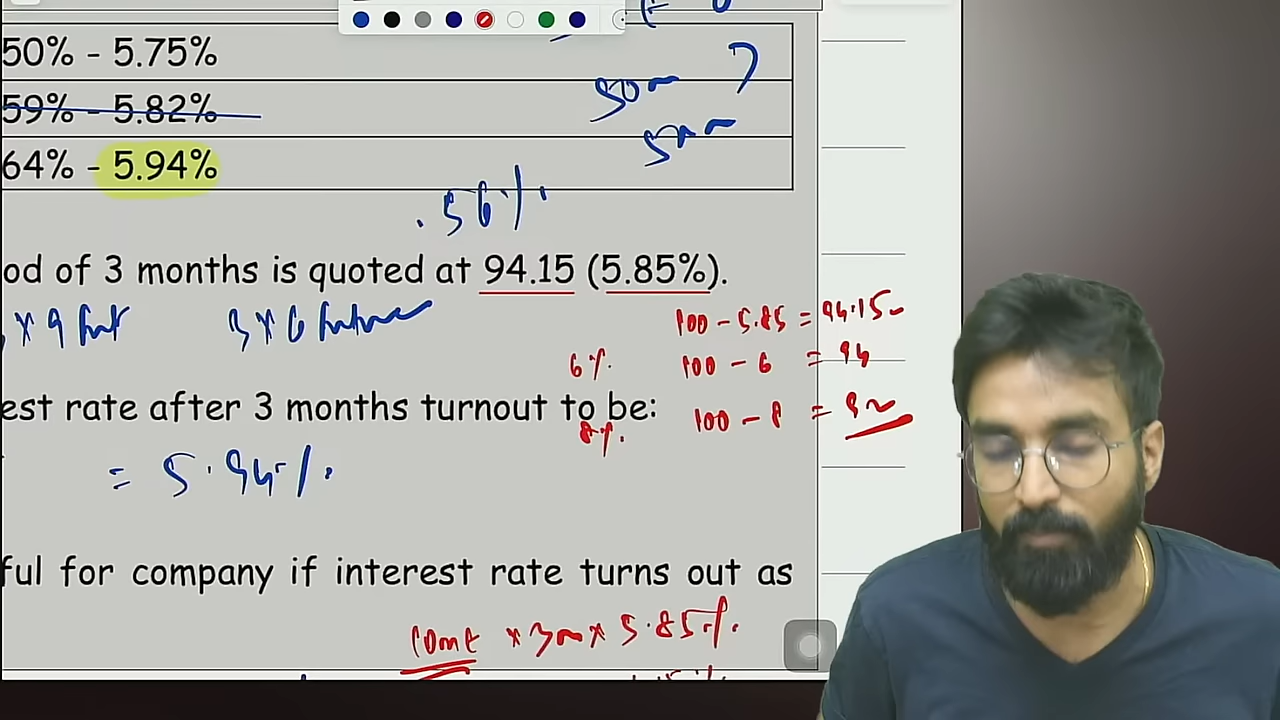 50% - 5.75%
59% - 5.82%
50m
64% - 5.94%
.56%
od of 3 months is quoted at 94.15 (5.85%).
x 9 fut 3 x 6 future
100 - 5.85 = 94.15
6% 100 - 6 = 94
est rate after 3 months turnout to be:
8% 100 - 8 = 92
= 5.94%
ful for company if interest rate turns out as
x 3m x 5.85%